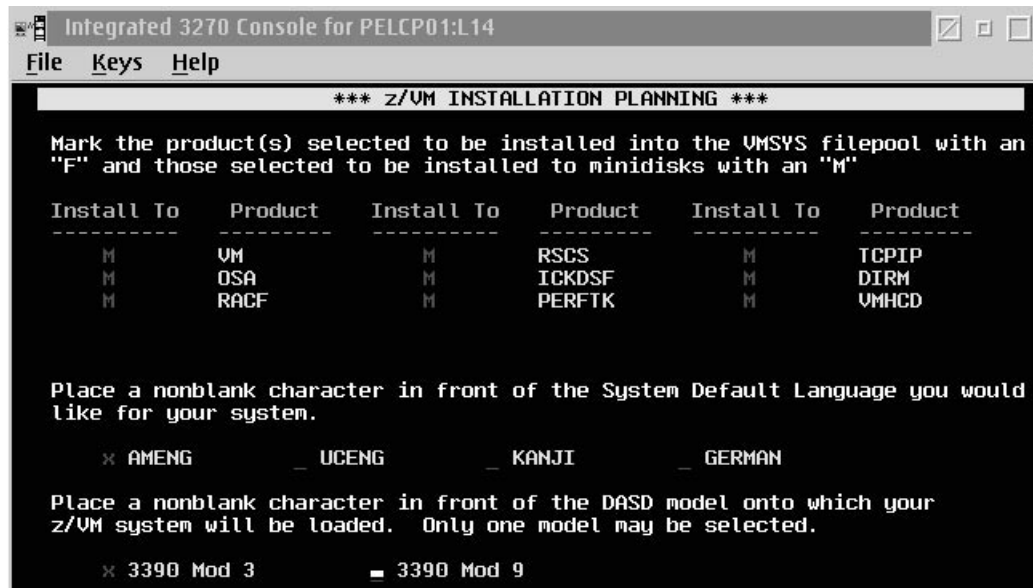 Integrated 3270 Console for PELCP01:L14
File Keys Help
*** z/VM INSTALLATION PLANNING ***
Mark the product(s) selected to be installed into the VMSYS filepool with an
"F" and those selected to be installed to minidisks with an "M"
Install To Product Install To Product Install To Product
---------- --------- ---------- --------- ---------- ---------
M VM M RSCS M TCPIP
M OSA M ICKDSF M DIRM
M RACF M PERFTK M VMHCD
Place a nonblank character in front of the System Default Language you would
like for your system.
x AMENG _ UCENG _ KANJI _ GERMAN
Place a nonblank character in front of the DASD model onto which your
z/VM system will be loaded. Only one model may be selected.
x 3390 Mod 3 _ 3390 Mod 9